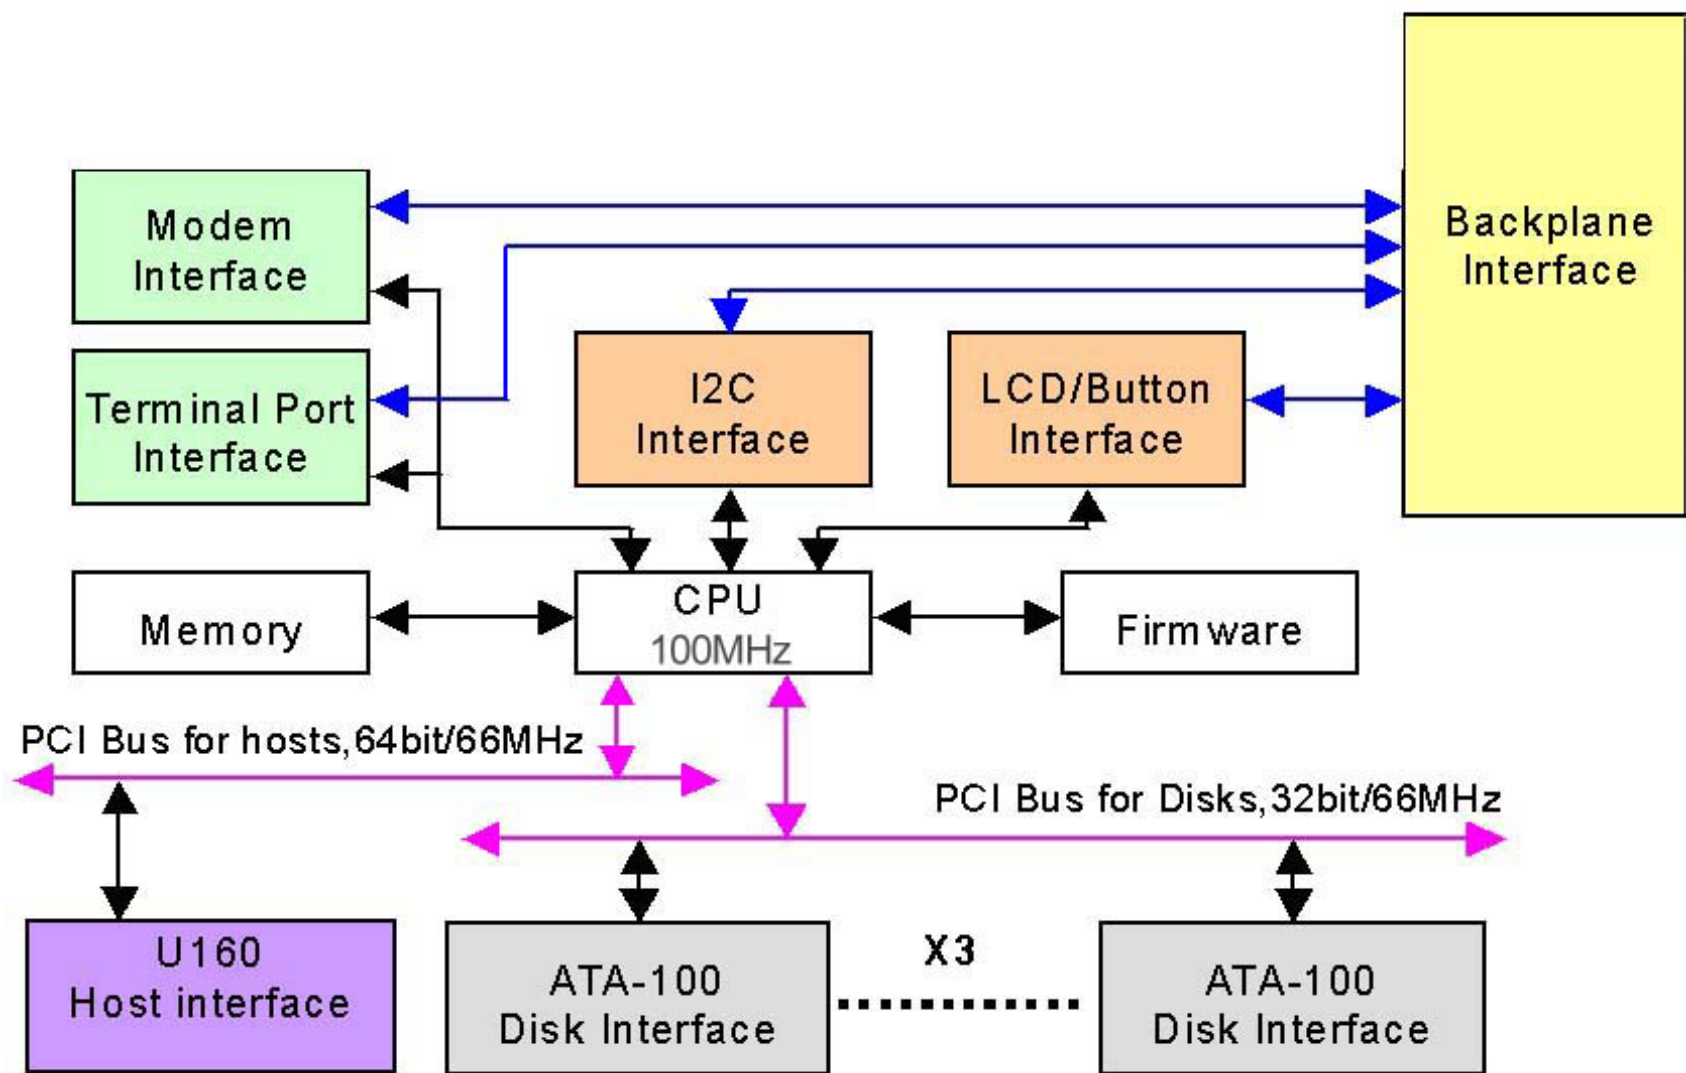 Modem
Interface
Backplane
Interface
Terminal Port
Interface
I2C
Interface
LCD/Button
Interface
Memory
CPU
100MHz
Firmware
PCI Bus for hosts,64bit/66MHz
PCI Bus for Disks,32bit/66MHz
U160
Host interface
ATA-100
Disk Interface
X3
ATA-100
Disk Interface